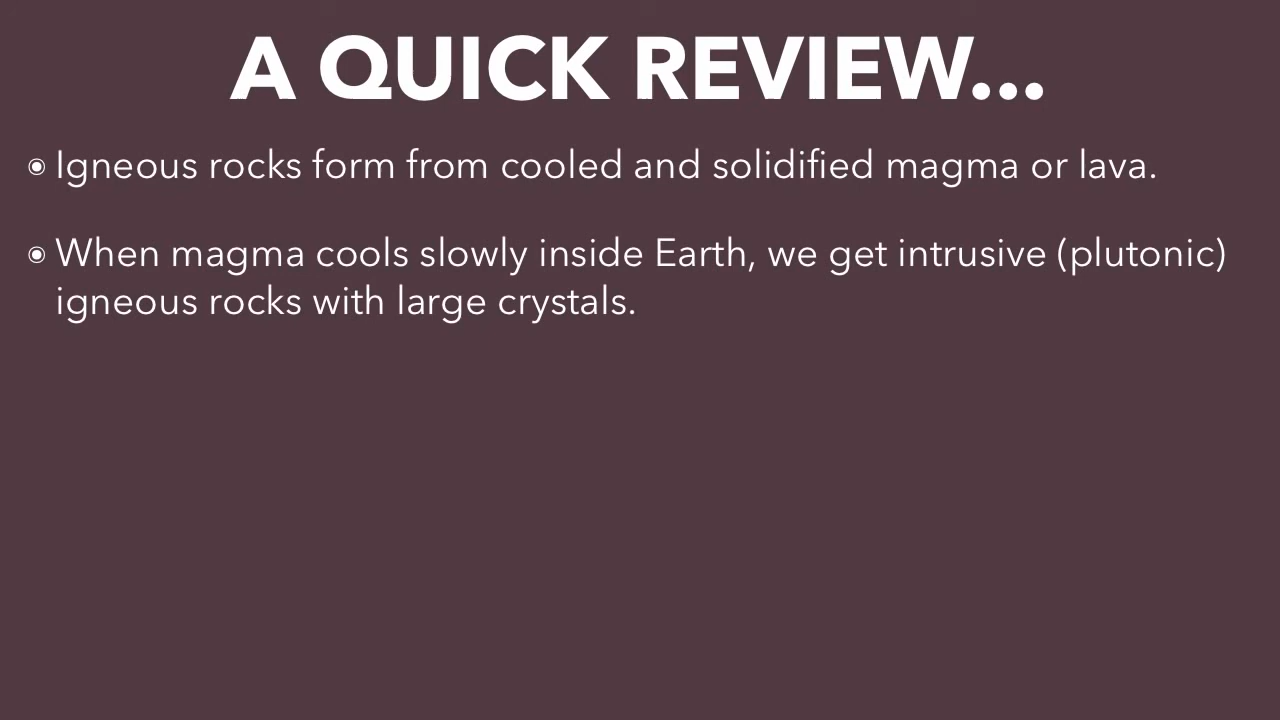 A QUICK REVIEW...
◉ Igneous rocks form from cooled and solidified magma or lava.
◉ When magma cools slowly inside Earth, we get intrusive (plutonic)
igneous rocks with large crystals.